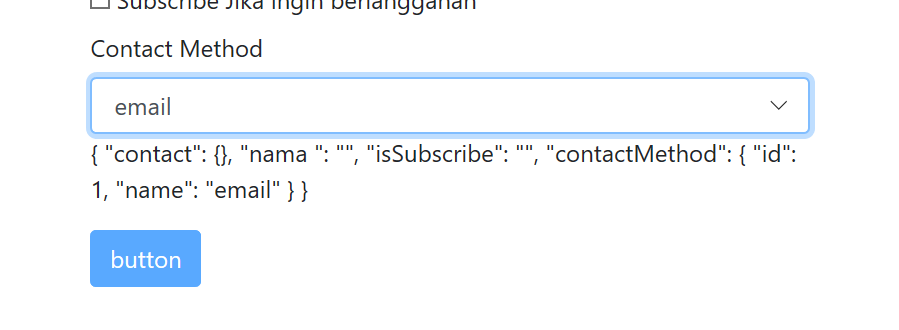 Subscribe Jika ingin berlangganan
Contact Method
email
{ "contact": {}, "nama ": "", "isSubscribe": "", "contactMethod": { "id":
1, "name": "email" } }
button